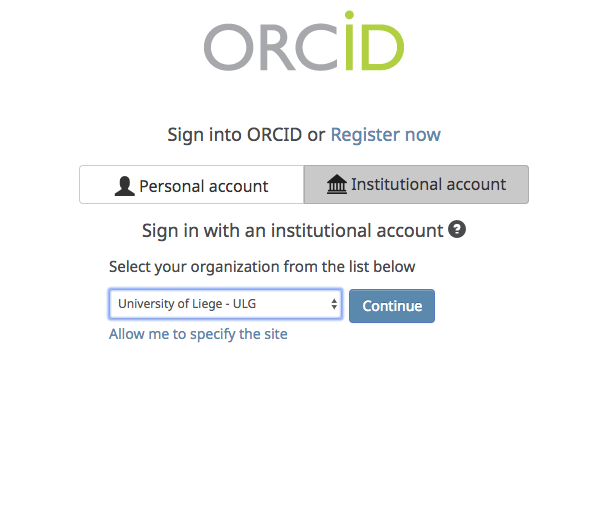 ORCiD
Sign into ORCID or Register now
Personal account
Institutional account
Sign in with an institutional account ?
Select your organization from the list below
University of Liege - ULG
Continue
Allow me to specify the site